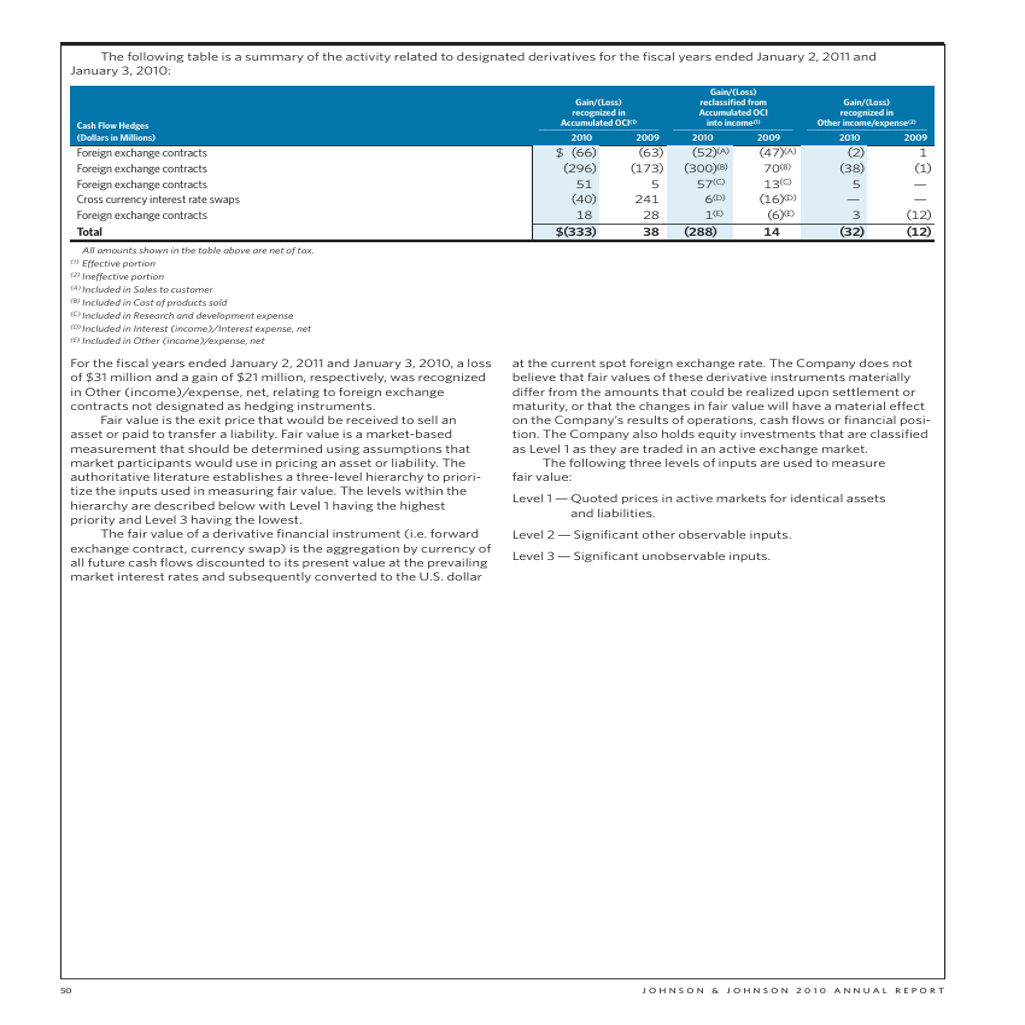 The following table is a summary of the activity related to designated derivatives for the fiscal years ended January 2, 2011 and
January 3, 2010:
Gain/(Loss)
Gain/(Loss) reclassified from Gain/(Loss)
recognized in Accumulated OCI recognized in
Cash Flow Hedges Accumulated OCI(1) into income(1) Other income/expense(2)
(Dollars in Millions) 2010 2009 2010 2009 2010 2009
Foreign exchange contracts $ (66) (63) (52)(A) (47)(A) (2) 1
Foreign exchange contracts (296) (173) (300)(B) 70(B) (38) (1)
Foreign exchange contracts 51 5 57(C) 13(C) 5 —
Cross currency interest rate swaps (40) 241 6(D) (16)(D) — —
Foreign exchange contracts 18 28 1(E) (6)(E) 3 (12)
Total $(333) 38 (288) 14 (32) (12)
All amounts shown in the table above are net of tax.
(1) Effective portion
(2) Ineffective portion
(A) Included in Sales to customer
(B) Included in Cost of products sold
(C) Included in Research and development expense
(D) Included in Interest (income)/Interest expense, net
(E) Included in Other (income)/expense, net
For the fiscal years ended January 2, 2011 and January 3, 2010, a loss
of $31 million and a gain of $21 million, respectively, was recognized
in Other (income)/expense, net, relating to foreign exchange
contracts not designated as hedging instruments.
Fair value is the exit price that would be received to sell an
asset or paid to transfer a liability. Fair value is a market-based
measurement that should be determined using assumptions that
market participants would use in pricing an asset or liability. The
authoritative literature establishes a three-level hierarchy to priori-
tize the inputs used in measuring fair value. The levels within the
hierarchy are described below with Level 1 having the highest
priority and Level 3 having the lowest.
The fair value of a derivative financial instrument (i.e. forward
exchange contract, currency swap) is the aggregation by currency of
all future cash flows discounted to its present value at the prevailing
market interest rates and subsequently converted to the U.S. dollar
at the current spot foreign exchange rate. The Company does not
believe that fair values of these derivative instruments materially
differ from the amounts that could be realized upon settlement or
maturity, or that the changes in fair value will have a material effect
on the Company's results of operations, cash flows or financial posi-
tion. The Company also holds equity investments that are classified
as Level 1 as they are traded in an active exchange market.
The following three levels of inputs are used to measure
fair value:
Level 1 — Quoted prices in active markets for identical assets
and liabilities.
Level 2 — Significant other observable inputs.
Level 3 — Significant unobservable inputs.
50 JOHNSON & JOHNSON 2010 ANNUAL REPORT